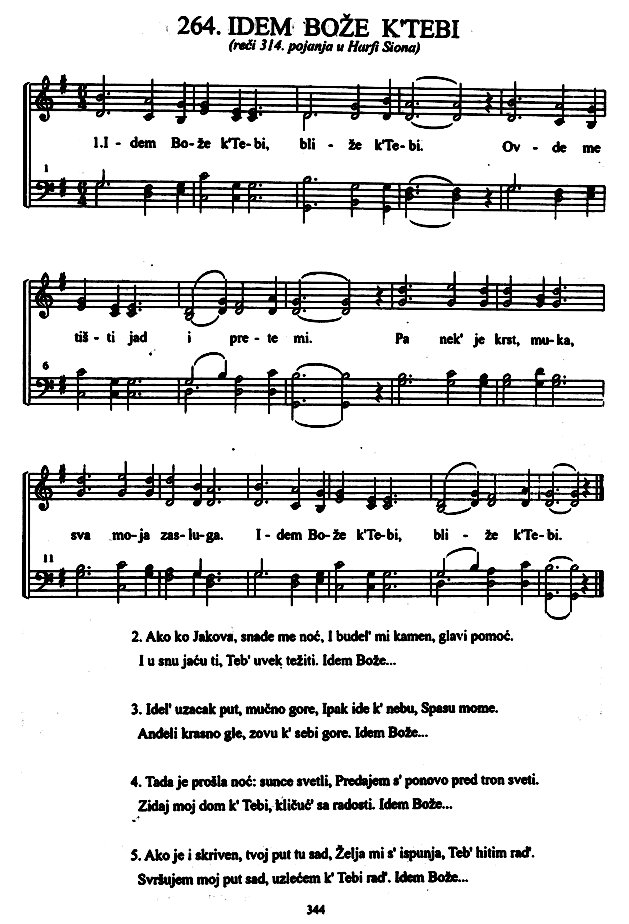 264. IDEM BOŽE K'TEBI
(reči 314. pojanja u Harfi Siona)
1.I - dem Bo-že k'Te-bi, bli - že k'Te-bi. Ov - de me
1
tiš-ti jad i pre-te mi. Pa nek' je krst, mu-ka,
6
sva mo-ja zas-lu-ga. I-dem Bo-že k'Te-bi, bli - že k'Te-bi.
11
2. Ako ko Jakova, snađe me noć, I budel' mi kamen, glavi pomoć.
I u snu jaću ti, Teb' uvek težiti. Idem Bože...
3. Idel' uzacak put, mučno gore, Ipak ide k' nebu, Spasu mome.
Anđeli krasno gle, zovu k' sebi gore. Idem Bože...
4. Tada je prošla noć: sunce svetli, Predajem s' ponovo pred tron sveti.
Zidaj moj dom k' Tebi, kličuć' sa radosti. Idem Bože...
5. Ako je i skriven, tvoj put tu sad, Želja mi s' ispunja, Teb' hitim rad'.
Svršujem moj put sad, uzlećem k' Tebi rad'. Idem Bože...
344